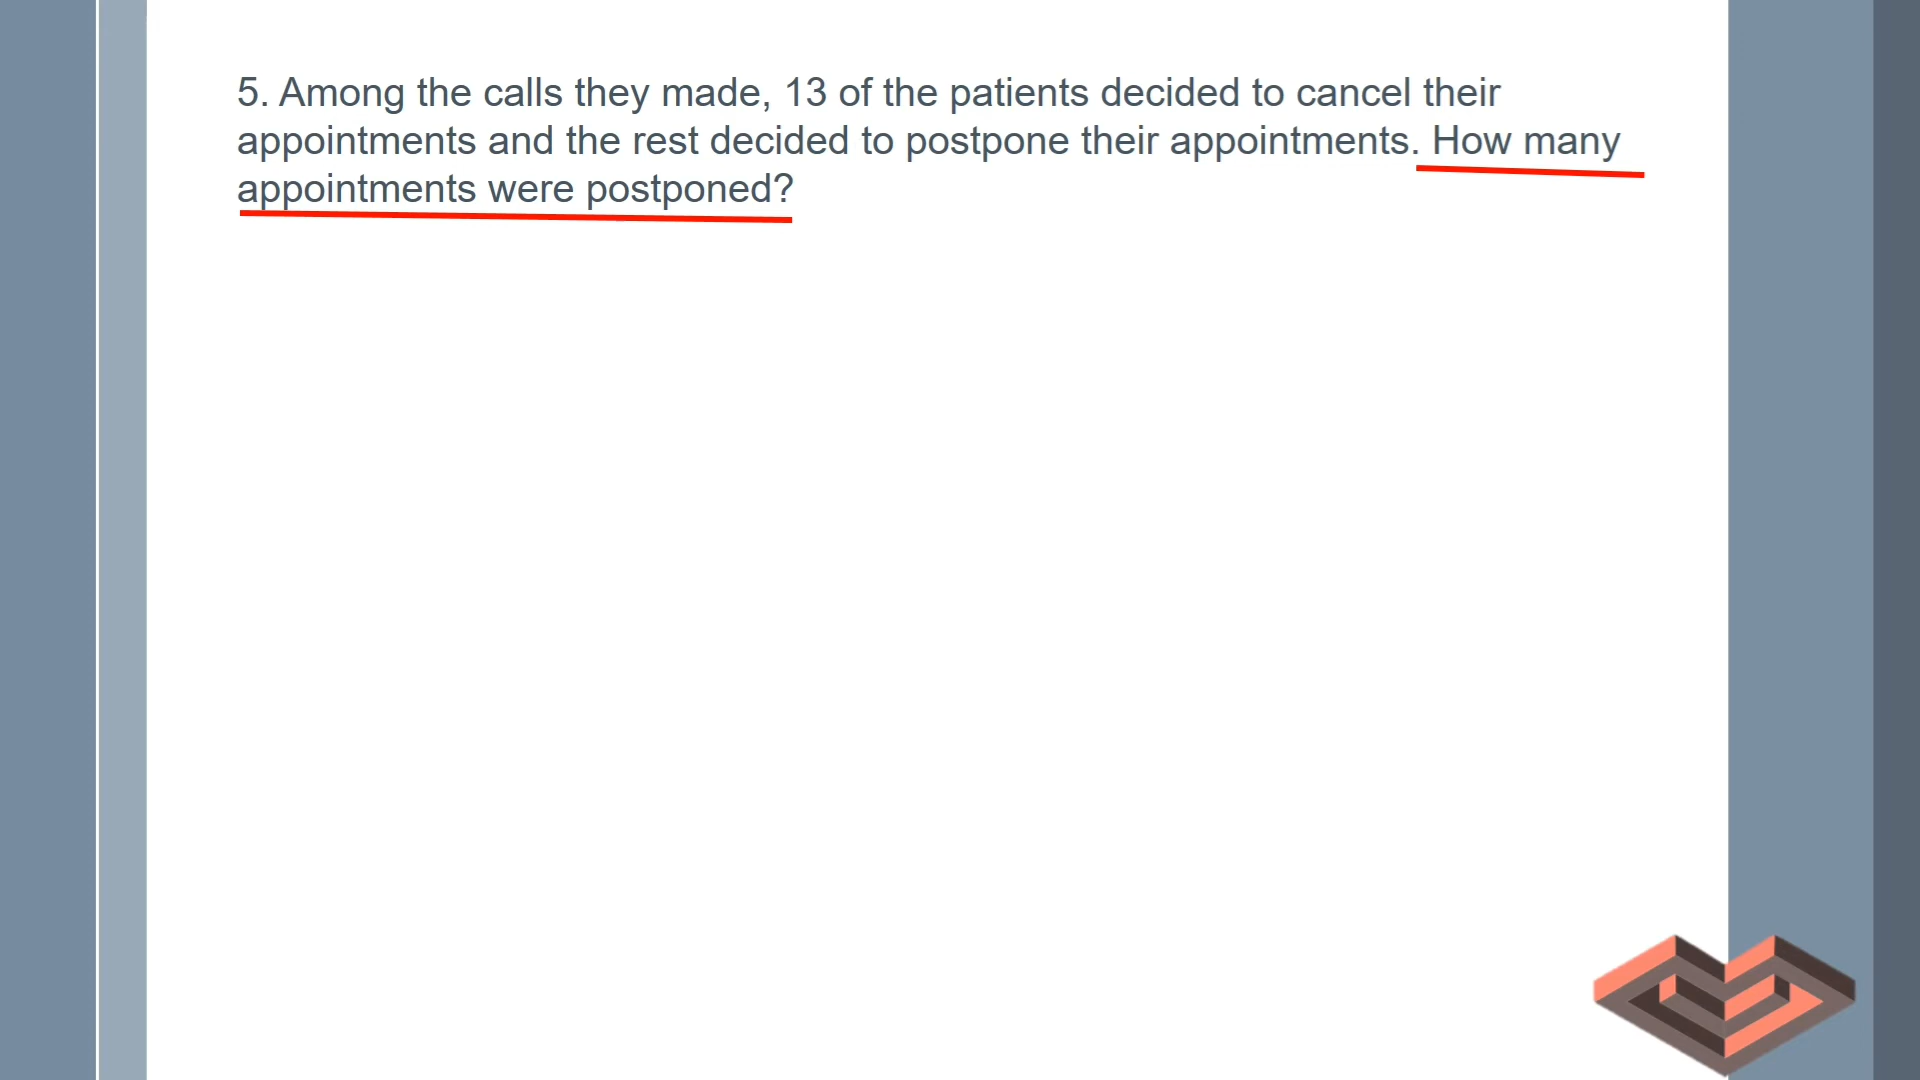 5. Among the calls they made, 13 of the patients decided to cancel their
appointments and the rest decided to postpone their appointments. How many
appointments were postponed?